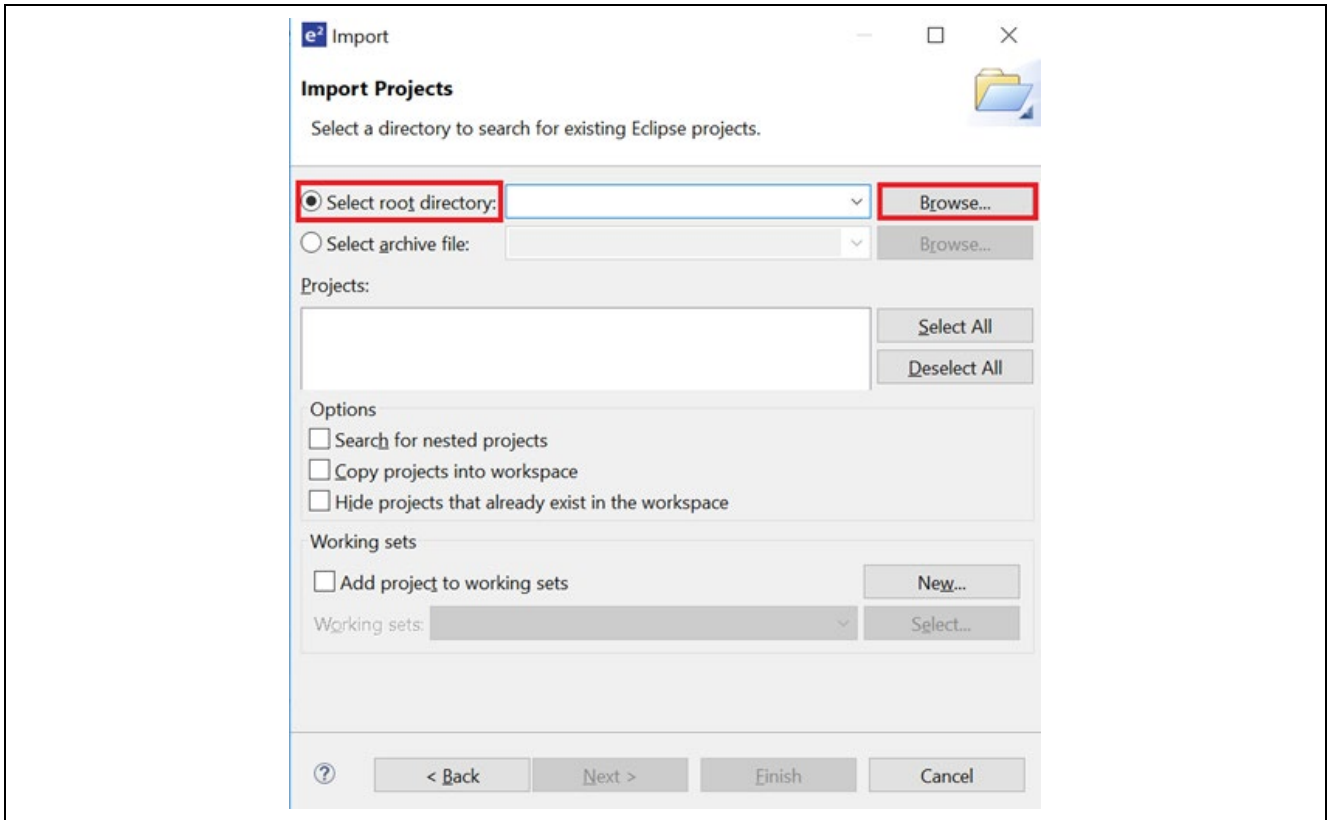 e² Import
Import Projects
Select a directory to search for existing Eclipse projects.
Select root directory: Browse...
Select archive file: Browse...
Projects:
Select All
Deselect All
Options
Search for nested projects
Copy projects into workspace
Hide projects that already exist in the workspace
Working sets
Add project to working sets New...
Working sets: Select...
? < Back Next > Finish Cancel